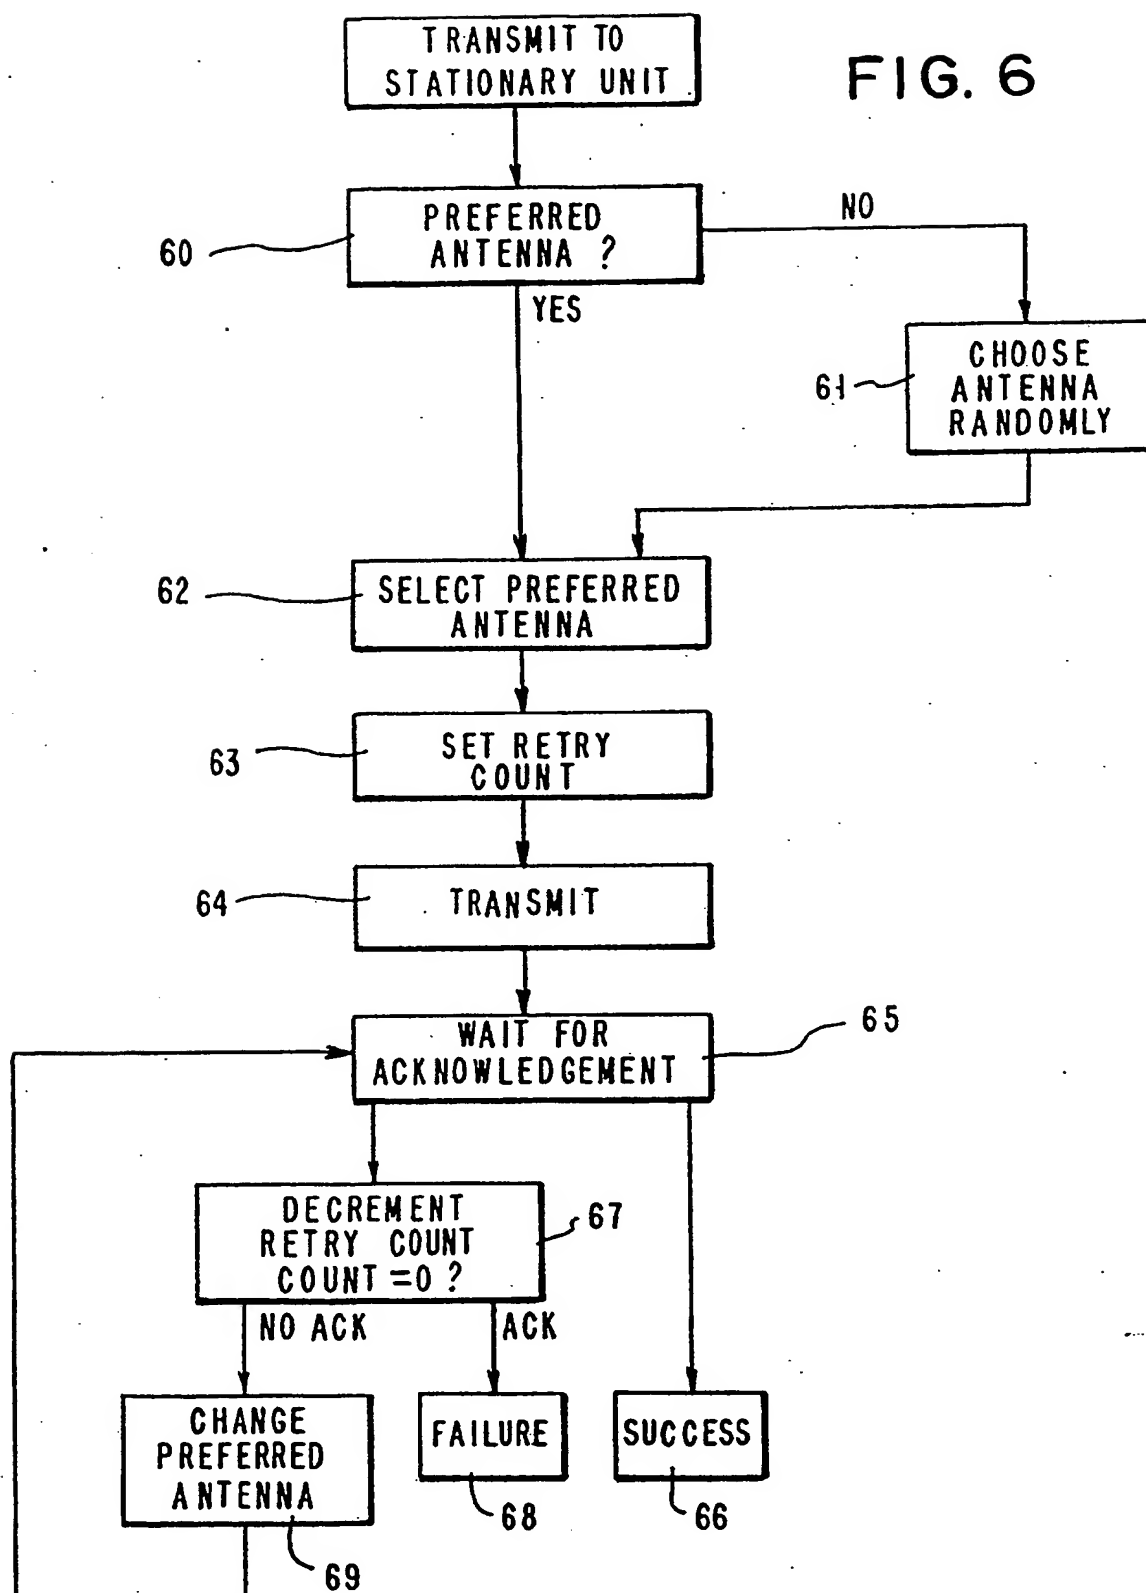 TRANSMIT TO
STATIONARY UNIT
FIG. 6
PREFERRED
ANTENNA ?
60
NO
YES
CHOOSE
ANTENNA
RANDOMLY
61
62
SELECT PREFERRED
ANTENNA
63
SET RETRY
COUNT
64
TRANSMIT
WAIT FOR
ACKNOWLEDGEMENT
65
DECREMENT
RETRY COUNT
COUNT =0 ?
67
NO ACK
ACK
CHANGE
PREFERRED
ANTENNA
FAILURE
SUCCESS
68
66
69